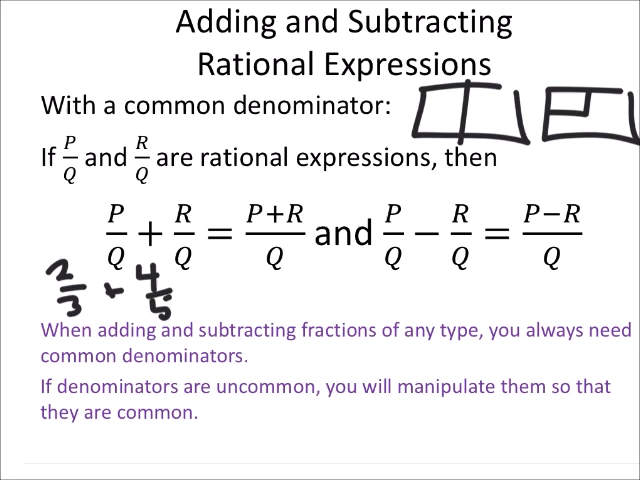 Adding and Subtracting
Rational Expressions
With a common denominator:
If P/Q and R/Q are rational expressions, then
P/Q + R/Q = P+R/Q and P/Q − R/Q = P−R/Q
2/3 + 4/5
When adding and subtracting fractions of any type, you always need
common denominators.
If denominators are uncommon, you will manipulate them so that
they are common.